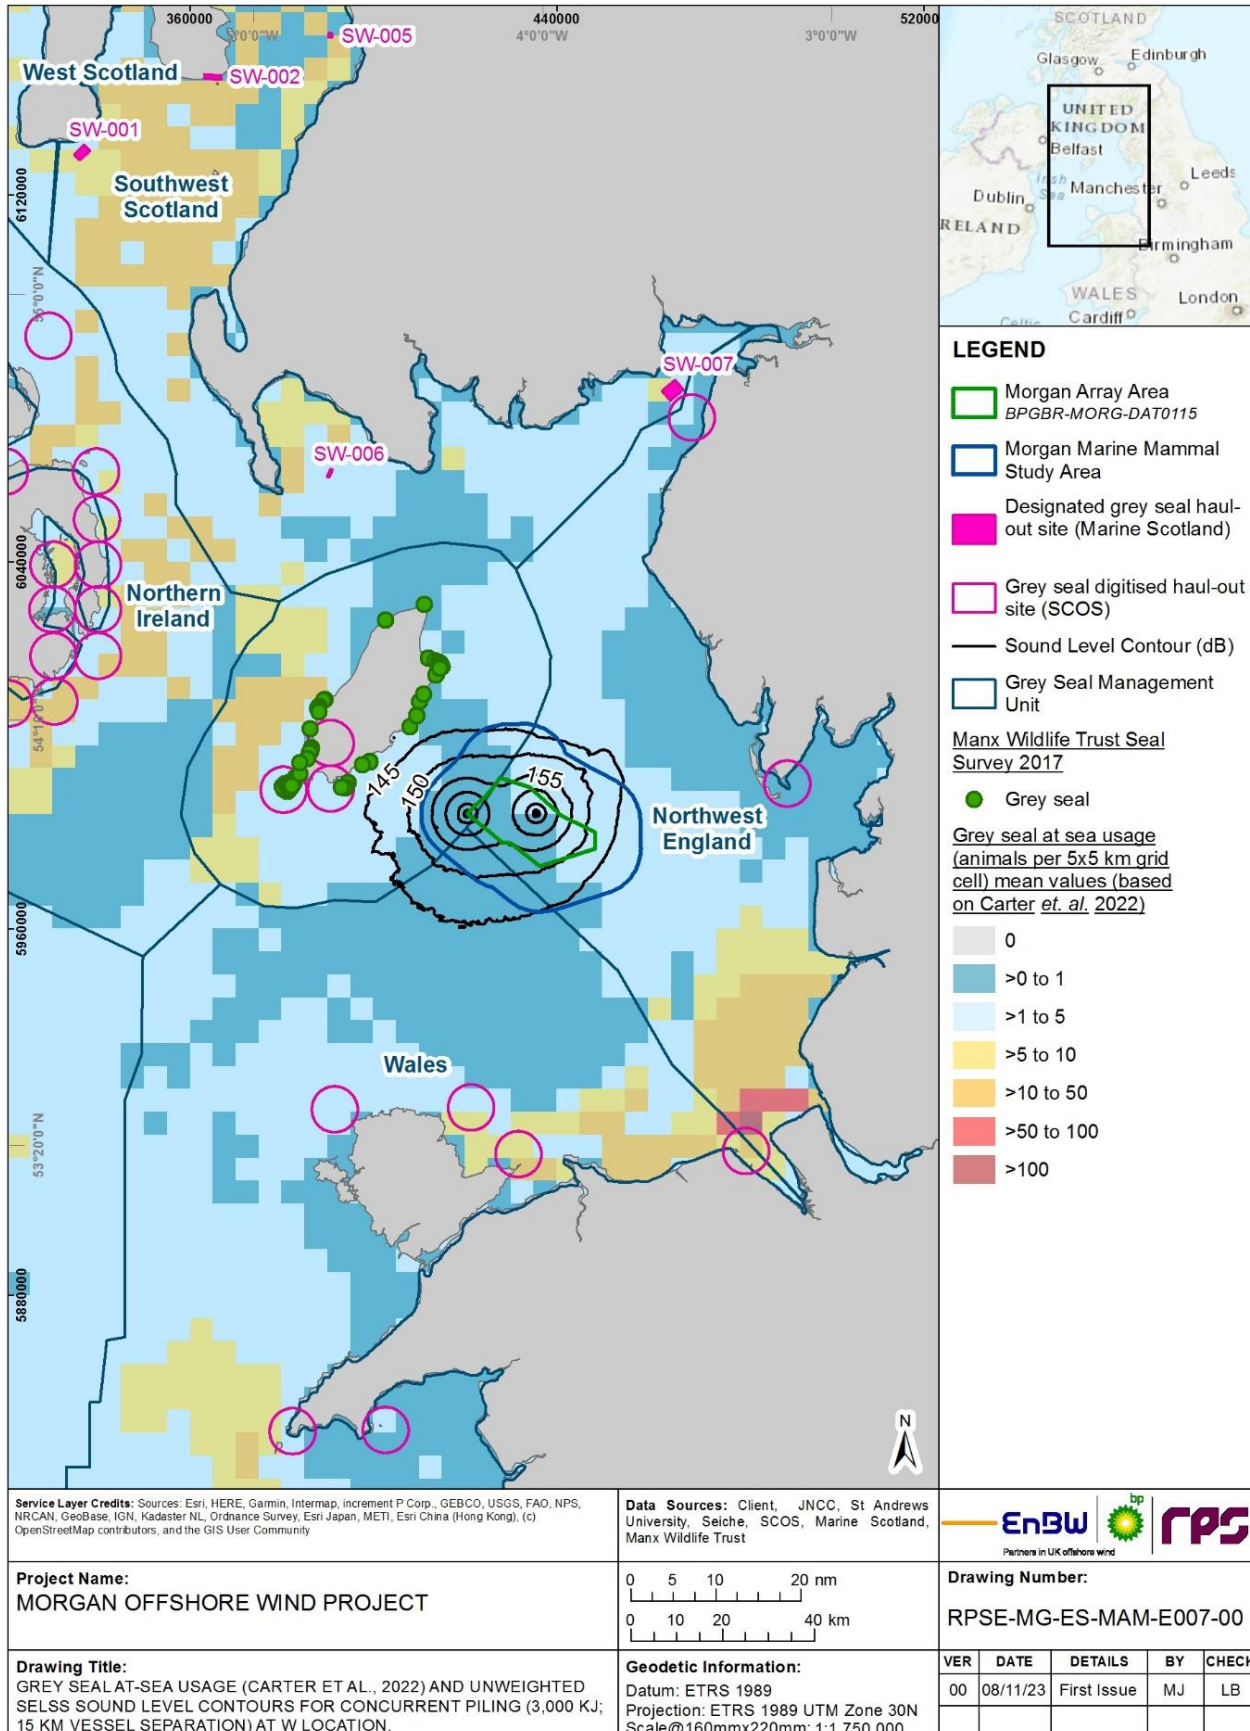 360000
440000
52000
4°0'0"W
3°0'0"W
SW-005
West Scotland
SW-002
SW-001
Southwest
Scotland
6120000
SW-007
SW-006
6040000
Northern
Ireland
145
150
155
Northwest
England
5960000
Wales
53°20'0"N
5880000
N
SCOTLAND
Glasgow
Edinburgh
UNITED
KINGDOM
Belfast
Irish
Sea
Leeds
Manchester
Dublin
RELAND
Birmingham
WALES
London
Cardiff
Celtic
LEGEND
Morgan Array Area
BPGBR-MORG-DAT0115
Morgan Marine Mammal
Study Area
Designated grey seal haul-
out site (Marine Scotland)
Grey seal digitised haul-out
site (SCOS)
Sound Level Contour (dB)
Grey Seal Management
Unit
Manx Wildlife Trust Seal
Survey 2017
Grey seal
Grey seal at sea usage
(animals per 5x5 km grid
cell) mean values (based
on Carter et. al. 2022)
0
>0 to 1
>1 to 5
>5 to 10
>10 to 50
>50 to 100
>100
Service Layer Credits: Sources: Esri, HERE, Garmin, Intermap, increment P Corp., GEBCO, USGS, FAO, NPS,
NRCAN, GeoBase, IGN, Kadaster NL, Ordnance Survey, Esri Japan, METI, Esri China (Hong Kong), (c)
OpenStreetMap contributors, and the GIS User Community
Data Sources: Client, JNCC, St Andrews
University, Seiche, SCOS, Marine Scotland,
Manx Wildlife Trust
EnBW
bp
rps
Partners in UK offshore wind
Project Name:
MORGAN OFFSHORE WIND PROJECT
0 5 10 20 nm
0 10 20 40 km
Drawing Number:
RPSE-MG-ES-MAM-E007-00
Drawing Title:
GREY SEAL AT-SEA USAGE (CARTER ET AL., 2022) AND UNWEIGHTED
SELSS SOUND LEVEL CONTOURS FOR CONCURRENT PILING (3,000 KJ;
15 KM VESSEL SEPARATION) AT W LOCATION.
Geodetic Information:
Datum: ETRS 1989
Projection: ETRS 1989 UTM Zone 30N
Scale@160mmx220mm: 1:1,750,000
VER DATE DETAILS BY CHECK
00 08/11/23 First Issue MJ LB